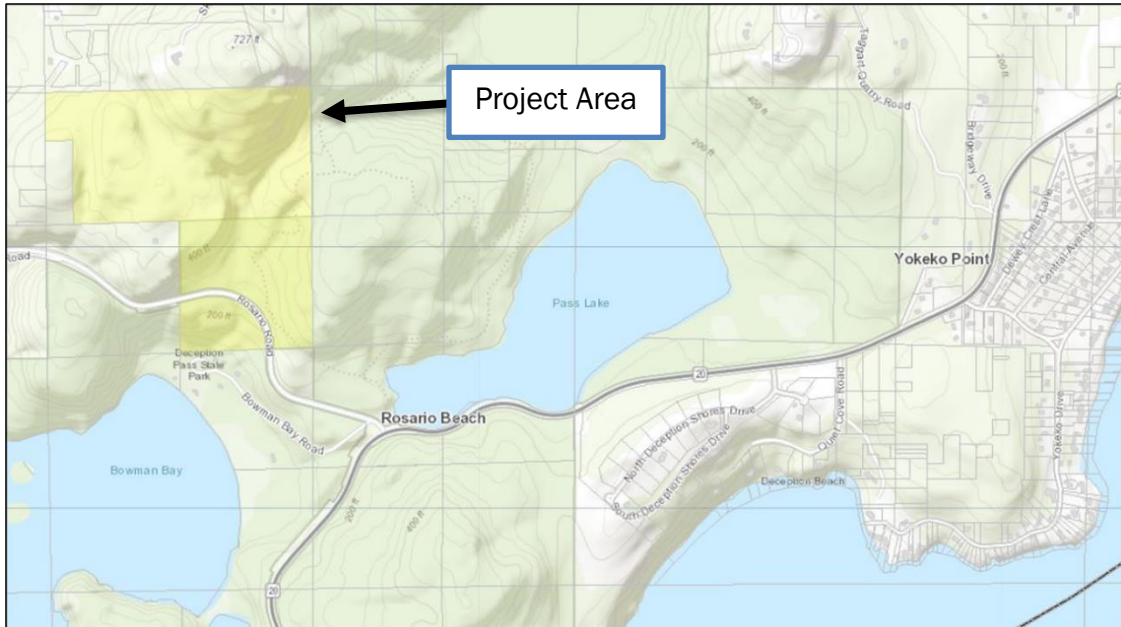 727 ft
Project Area
Taggart Quarry Road
200 ft
400 ft
200 ft
Bridgeway
Drive
Dewey Crest Lane
Central Avenue
Yokeko Point
Road
400 ft
Rosario Road
200 ft
Pass Lake
Deception
Pass State
Park
20
Bowman Bay Road
Rosario Beach
North Deception Shores Drive
South Deception Shores Drive
Quiet Cove Road
Yokeko Drive
Bowman Bay
Deception Beach
200 ft
400 ft
20